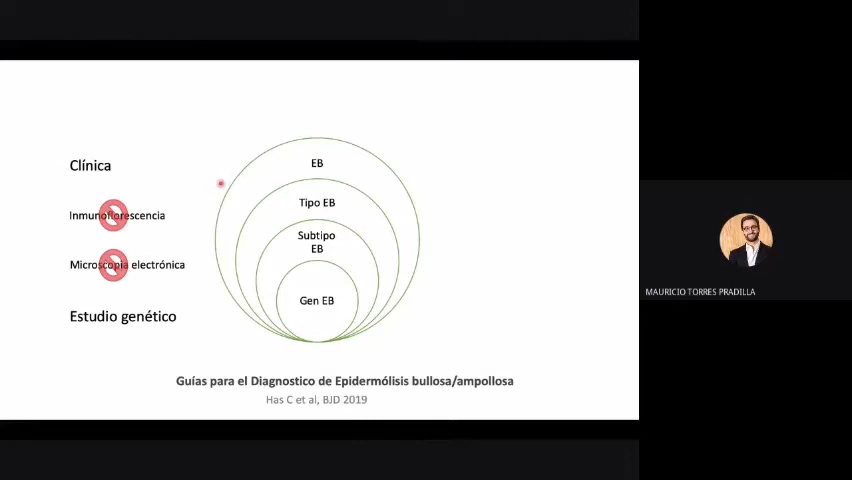 Clínica
Inmunoflorescencia
Microscopia electrónica
Estudio genético
EB
Tipo EB
Subtipo
EB
Gen EB
Guías para el Diagnostico de Epidermólisis bullosa/ampollosa
Has C et al, BJD 2019
MAURICIO TORRES PRADILLA